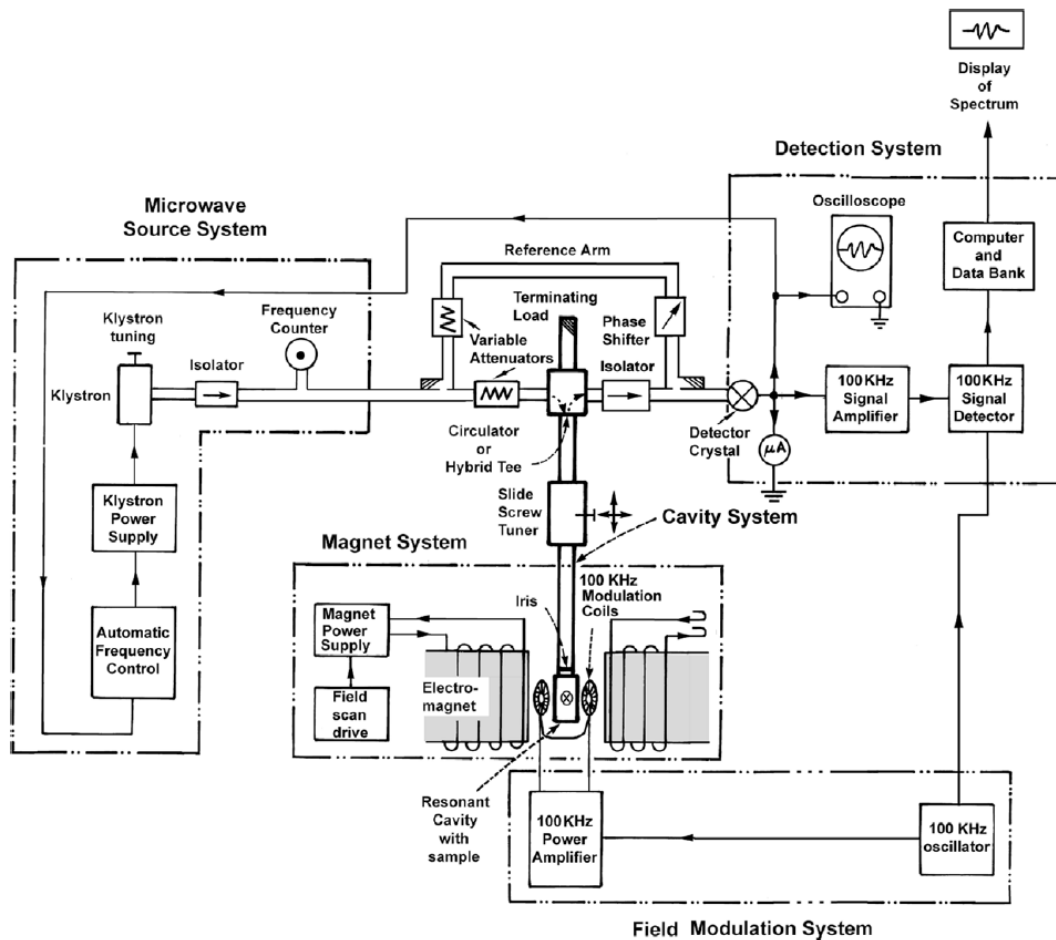 Display
of
Spectrum
Detection System
Oscilloscope
Computer
and
Data Bank
Microwave
Source System
Reference Arm
Frequency
Counter
Terminating
Load
Phase
Shifter
Klystron
tuning
Variable
Attenuators
Isolator
Isolator
Klystron
100KHz
Signal
Amplifier
100KHz
Signal
Detector
Detector
Crystal
μA
Circulator
or
Hybrid Tee
Klystron
Power
Supply
Slide
Screw
Tuner
Cavity System
Magnet System
100 KHz
Modulation
Coils
Iris
Magnet
Power
Supply
Automatic
Frequency
Control
Electro-
magnet
Field
scan
drive
Resonant
Cavity
with
sample
100KHz
Power
Amplifier
100 KHz
oscillator
Field Modulation System